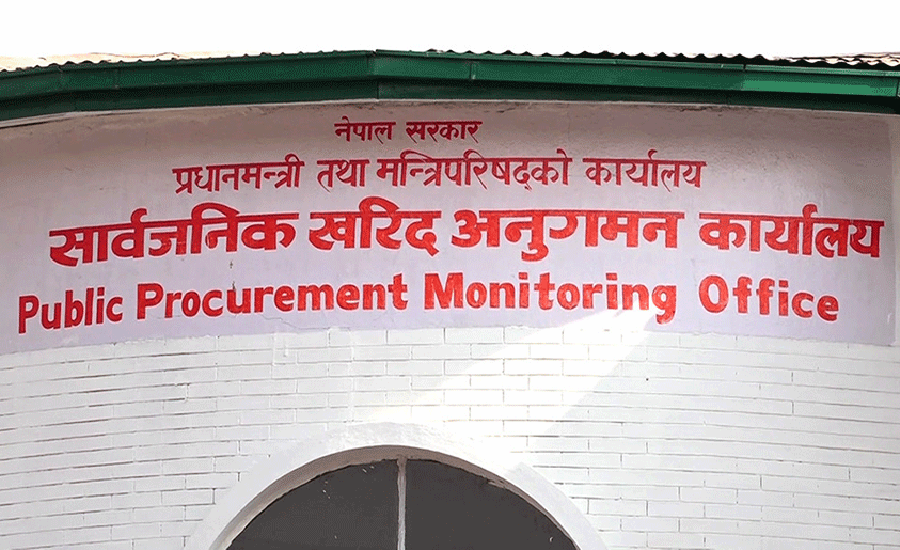 नेपाल सरकार
प्रधानमन्त्री तथा मन्त्रिपरिषद्को कार्यालय
सार्वजनिक खरिद अनुगमन कार्यालय
Public Procurement Monitoring Office